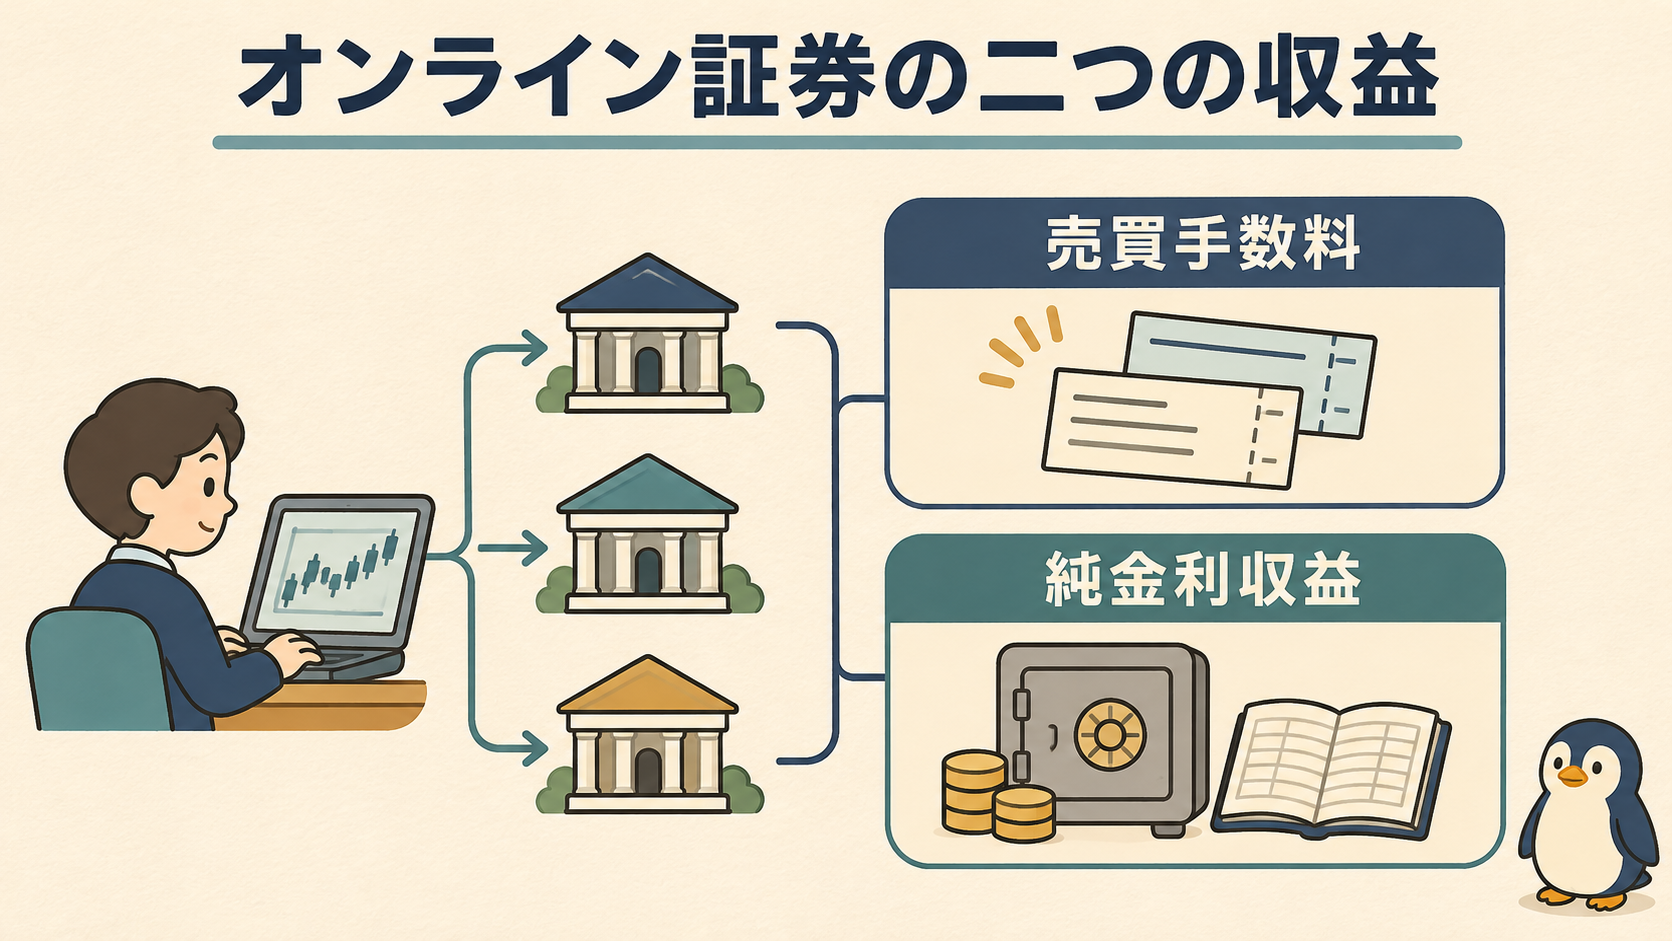 オンライン証券の二つの収益
売買手数料
純金利収益